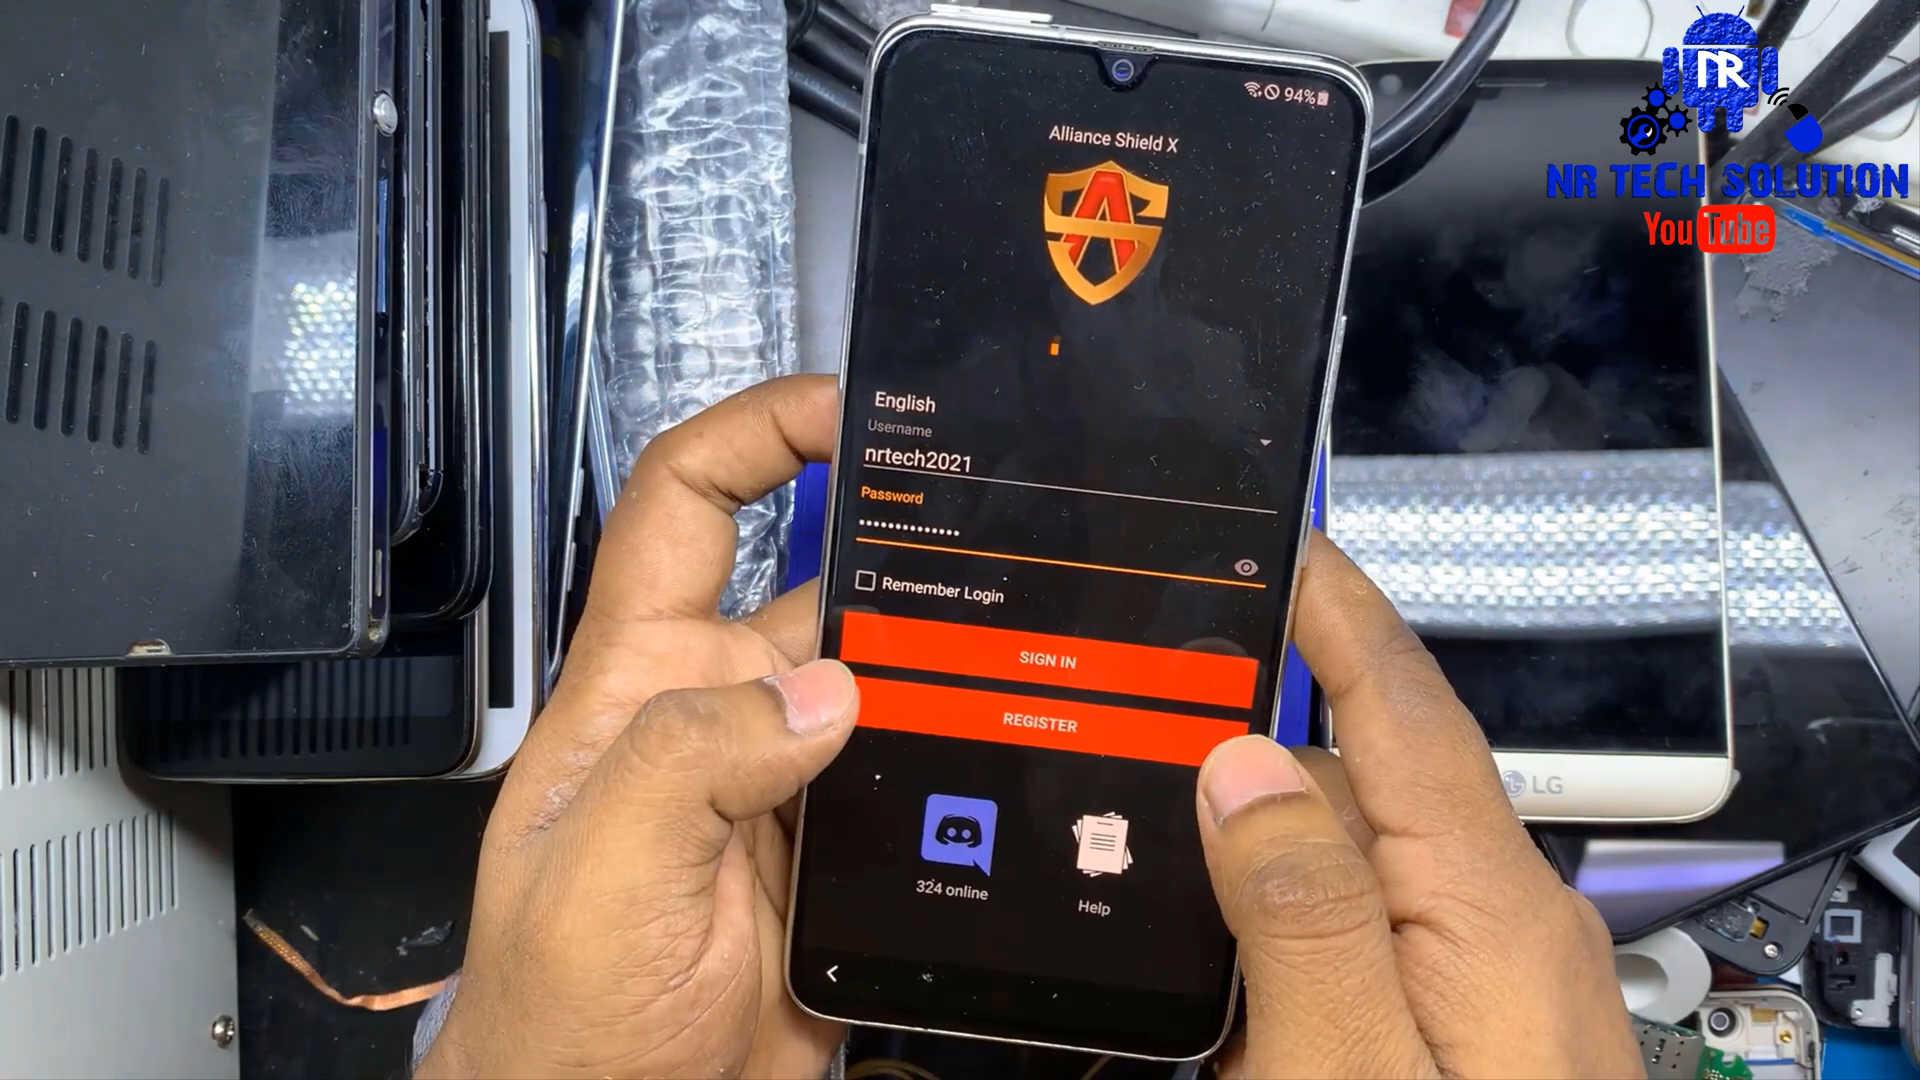 94%
Alliance Shield X
English
Username
nrtech2021
Password
••••••••••••••
Remember Login
SIGN IN
REGISTER
324 online
Help
LG
NR
NR TECH SOLUTION
YouTube